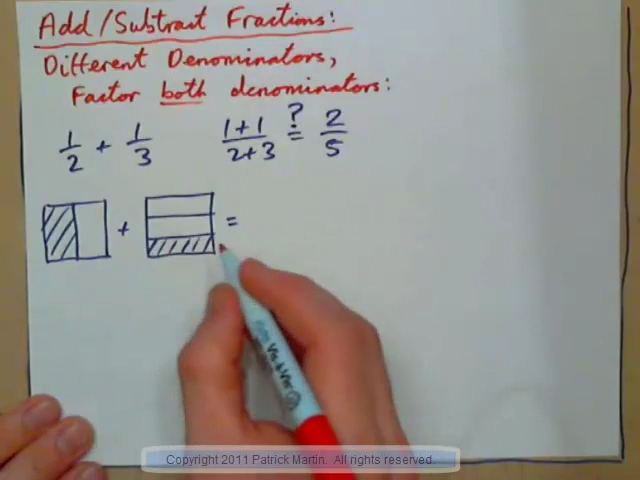 Add/Subtract Fractions:
Different Denominators,
Factor both denominators:
1/2 + 1/3 (1+1)/(2+3) ?= 2/5
+ =
Copyright 2011 Patrick Martin. All rights reserved.